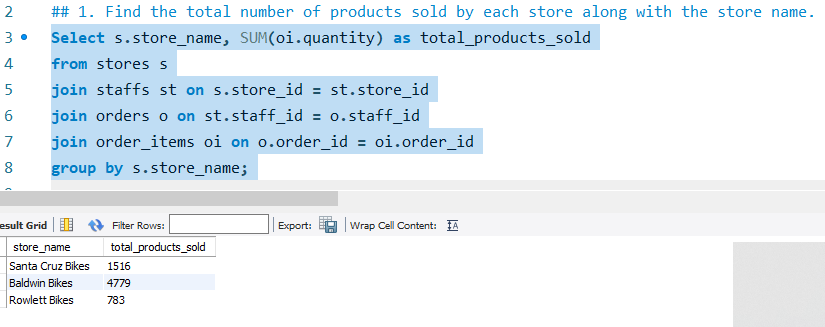 2 ## 1. Find the total number of products sold by each store along with the store name.
3 Select s.store_name, SUM(oi.quantity) as total_products_sold
4 from stores s
5 join staffs st on s.store_id = st.store_id
6 join orders o on st.staff_id = o.staff_id
7 join order_items oi on o.order_id = oi.order_id
8 group by s.store_name;
esult Grid Filter Rows: Export: Wrap Cell Content: IA
store_name total_products_sold
Santa Cruz Bikes 1516
Baldwin Bikes 4779
Rowlett Bikes 783